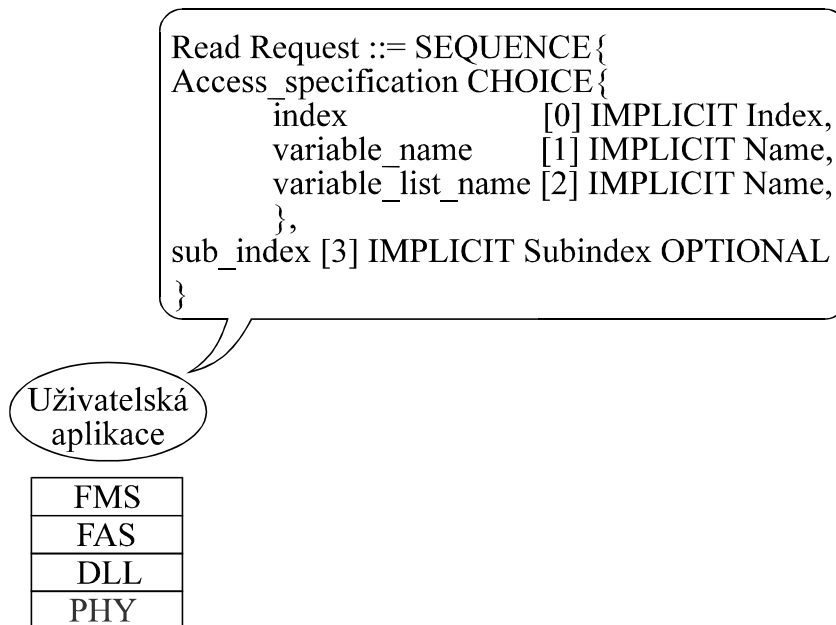 Read Request ::= SEQUENCE{
Access_specification CHOICE{
index [0] IMPLICIT Index,
variable_name [1] IMPLICIT Name,
variable_list_name [2] IMPLICIT Name,
},
sub_index [3] IMPLICIT Subindex OPTIONAL
}
Uživatelská
aplikace
FMS
FAS
DLL
PHY